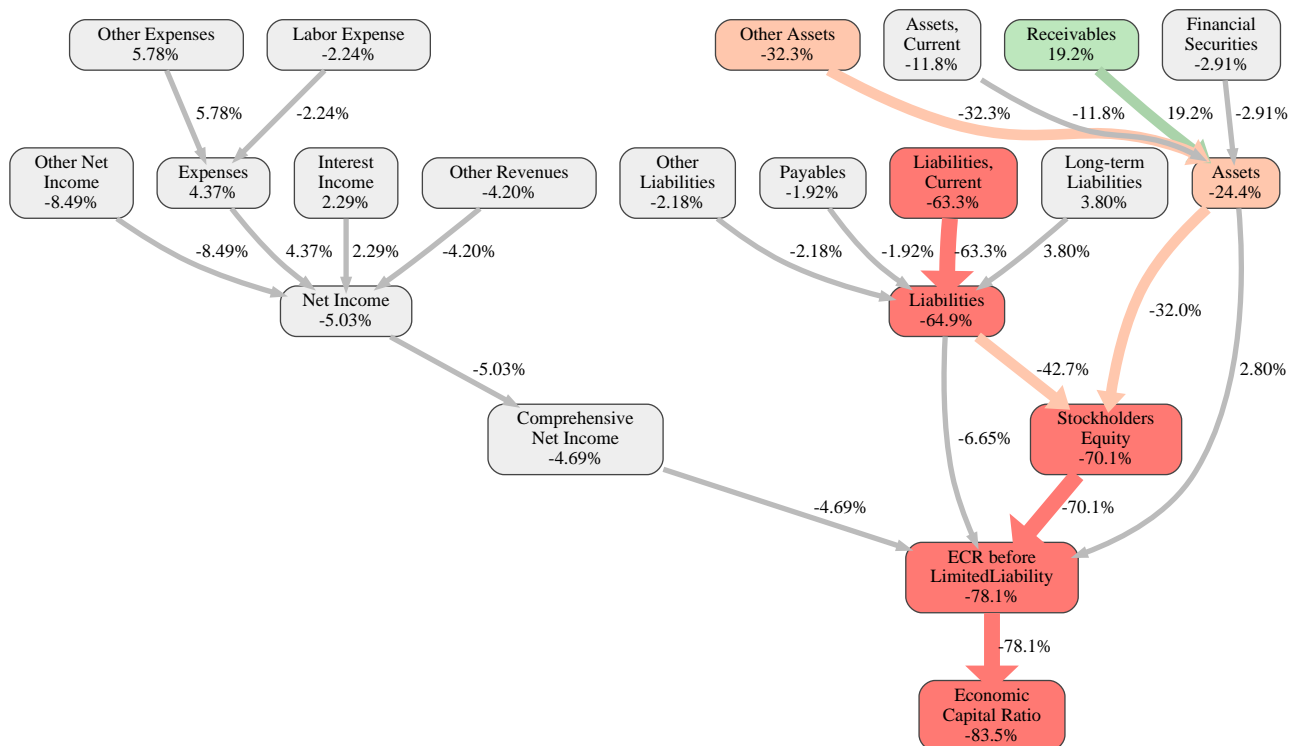 Other Expenses
5.78%
Labor Expense
-2.24%
Other Assets
-32.3%
Assets,
Current
-11.8%
Receivables
19.2%
Financial
Securities
-2.91%
5.78%
-2.24%
-32.3%
-11.8%
19.2%
-2.91%
Other Net
Income
-8.49%
Expenses
4.37%
Interest
Income
2.29%
Other Revenues
-4.20%
Other
Liabilities
-2.18%
Payables
-1.92%
Liabilities,
Current
-63.3%
Long-term
Liabilities
3.80%
Assets
-24.4%
-8.49%
4.37%
2.29%
-4.20%
-2.18%
-1.92%
-63.3%
3.80%
Net Income
-5.03%
Liabilities
-64.9%
-32.0%
-5.03%
-42.7%
2.80%
Comprehensive
Net Income
-4.69%
Stockholders
Equity
-70.1%
-6.65%
-4.69%
-70.1%
ECR before
LimitedLiability
-78.1%
-78.1%
Economic
Capital Ratio
-83.5%